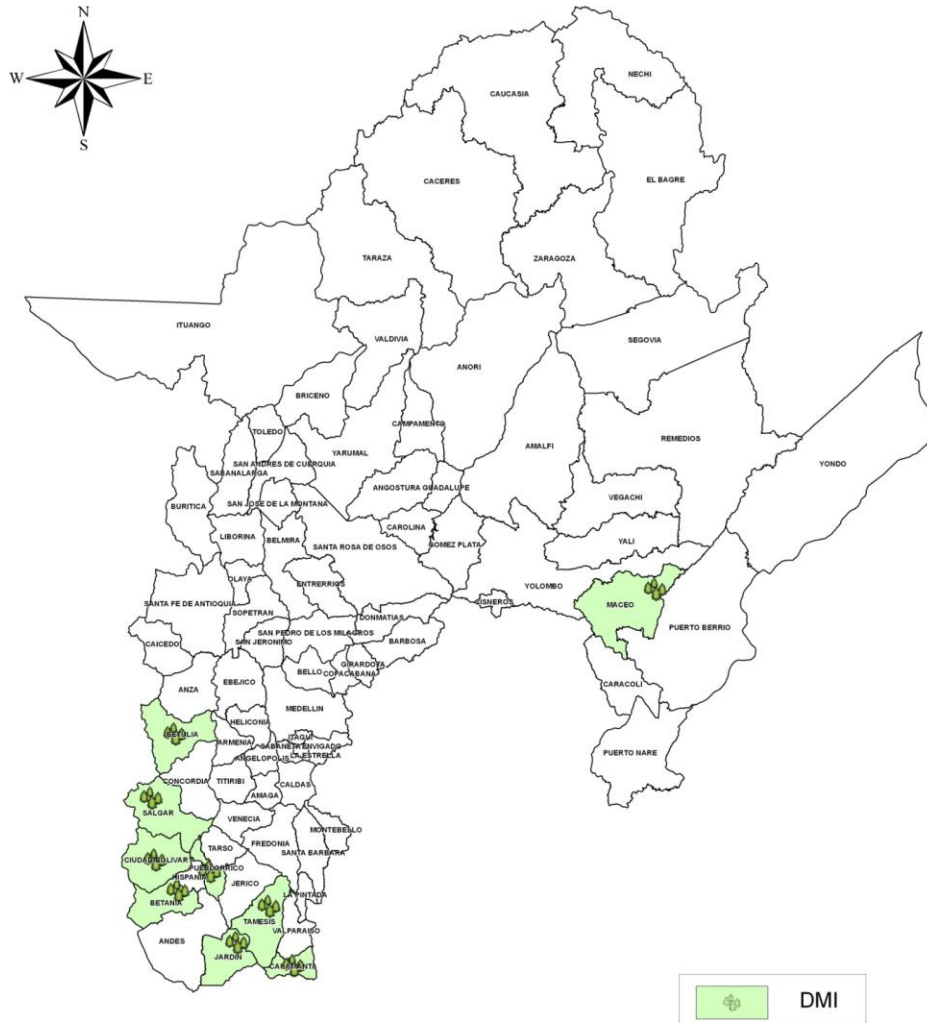 N
W E
S
NECHI
CAUCASIA
EL BAGRE
CACERES
ZARAGOZA
TARAZA
ITUANGO
VALDIVIA
SEGOVIA
ANORI
BRICENO
CAMPAMENTO
TOLEDO
AMALFI
REMEDIOS
YARUMAL
SAN ANDRES DE CUERQUIA
YONDO
SABANALARGA
ANGOSTURA GUADALUPE
VEGACHI
SAN JOSE DE LA MONTANA
BURITICA
CAROLINA
LIBORINA
BELMIRA
YALI
SANTA ROSA DE OSOS
GOMEZ PLATA
OLAYA
ENTRERRIOS
YOLOMBO
CISNEROS
MACEO
SANTA FE DE ANTIOQUIA
SOPETRAN
DONMATIAS
PUERTO BERRIO
SAN PEDRO DE LOS MILAGROS
SAN JERONIMO
BARBOSA
CAICEDO
GIRARDOTA
BELLO
COPACABANA
EBEJICO
CARACOLI
ANZA
MEDELLIN
HELICONIA
BETULIA
ITAGUI
ARMENIA
SABANETA ENVIGADO
PUERTO NARE
ANGELOPOLIS
LA ESTRELLA
CONCORDIA
TITIRIBI
CALDAS
AMAGA
SALGAR
VENECIA
MONTEBELLO
TARSO
FREDONIA
SANTA BARBARA
CIUDAD BOLIVAR
PUEBLORRICO
HISPANIA
JERICO
LA PINTADA
BETANIA
TAMESIS
VALPARAISO
ANDES
JARDIN
CARAMANTA
DMI